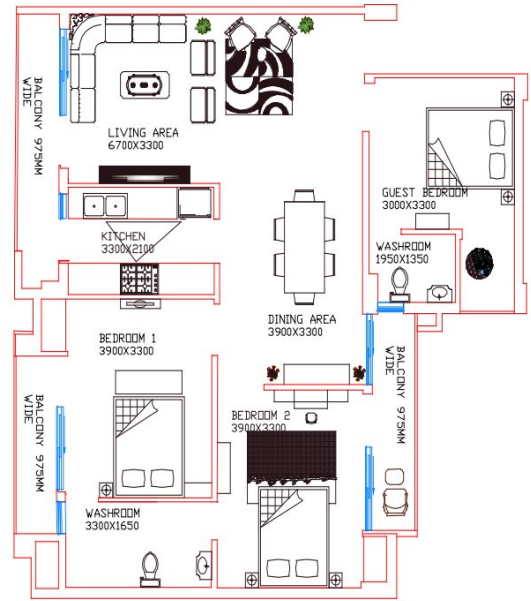 BALCONY 975MM
WIDE
LIVING AREA
6700X3300
GUEST BEDROOM
3000X3300
KITCHEN
3300X2100
WASHROOM
1950X1350
DINING AREA
3900X3300
BEDROOM 1
3900X3300
BALCONY 975MM
WIDE
BALCONY 975MM
WIDE
BEDROOM 2
3900X3300
WASHROOM
3300X1650